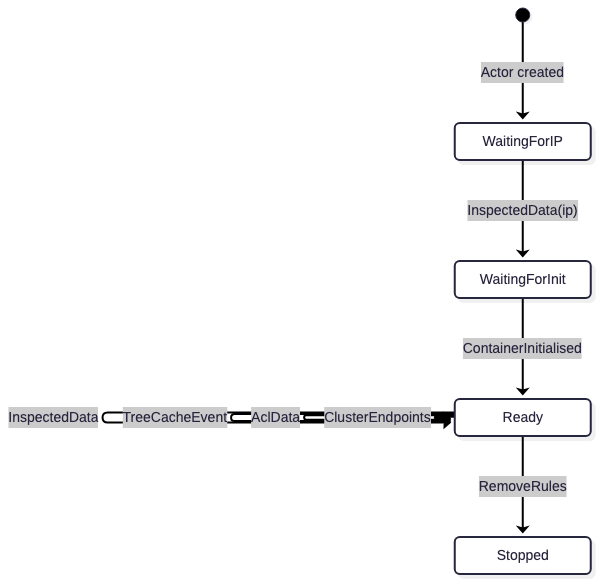 Actor created
WaitingForIP
InspectedData(ip)
WaitingForInit
ContainerInitialised
InspectedData TreeCacheEvent AclData ClusterEndpoints Ready
RemoveRules
Stopped